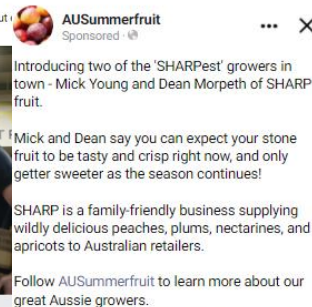 AUSummerfruit
Sponsored ·
Introducing two of the 'SHARPest' growers in
town - Mick Young and Dean Morpeth of SHARP
fruit.
Mick and Dean say you can expect your stone
fruit to be tasty and crisp right now, and only
getter sweeter as the season continues!
SHARP is a family-friendly business supplying
wildly delicious peaches, plums, nectarines, and
apricots to Australian retailers.
Follow AUSummerfruit to learn more about our
great Aussie growers.